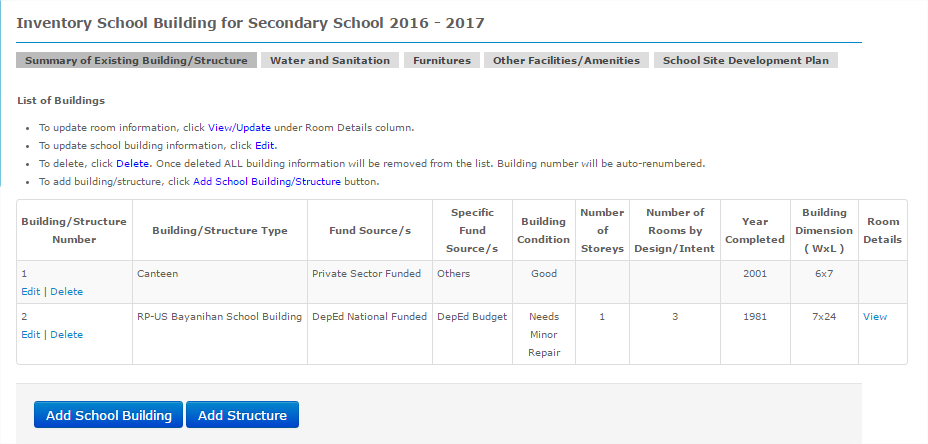 Inventory School Building for Secondary School 2016 - 2017
Summary of Existing Building/Structure Water and Sanitation Furnitures Other Facilities/Amenities School Site Development Plan
List of Buildings
• To update room information, click View/Update under Room Details column.
• To update school building information, click Edit.
• To delete, click Delete. Once deleted ALL building information will be removed from the list. Building number will be auto-renumbered.
• To add building/structure, click Add School Building/Structure button.
Building/Structure Number Building/Structure Type Fund Source/s Specific Fund Source/s Building Condition Number of Storeys Number of Rooms by Design/Intent Year Completed Building Dimension ( WxL ) Room Details
1 Canteen Private Sector Funded Others Good 2001 6x7
Edit | Delete
2 RP-US Bayanihan School Building DepEd National Funded DepEd Budget Needs Minor Repair 1 3 1981 7x24 View
Edit | Delete
Add School Building Add Structure